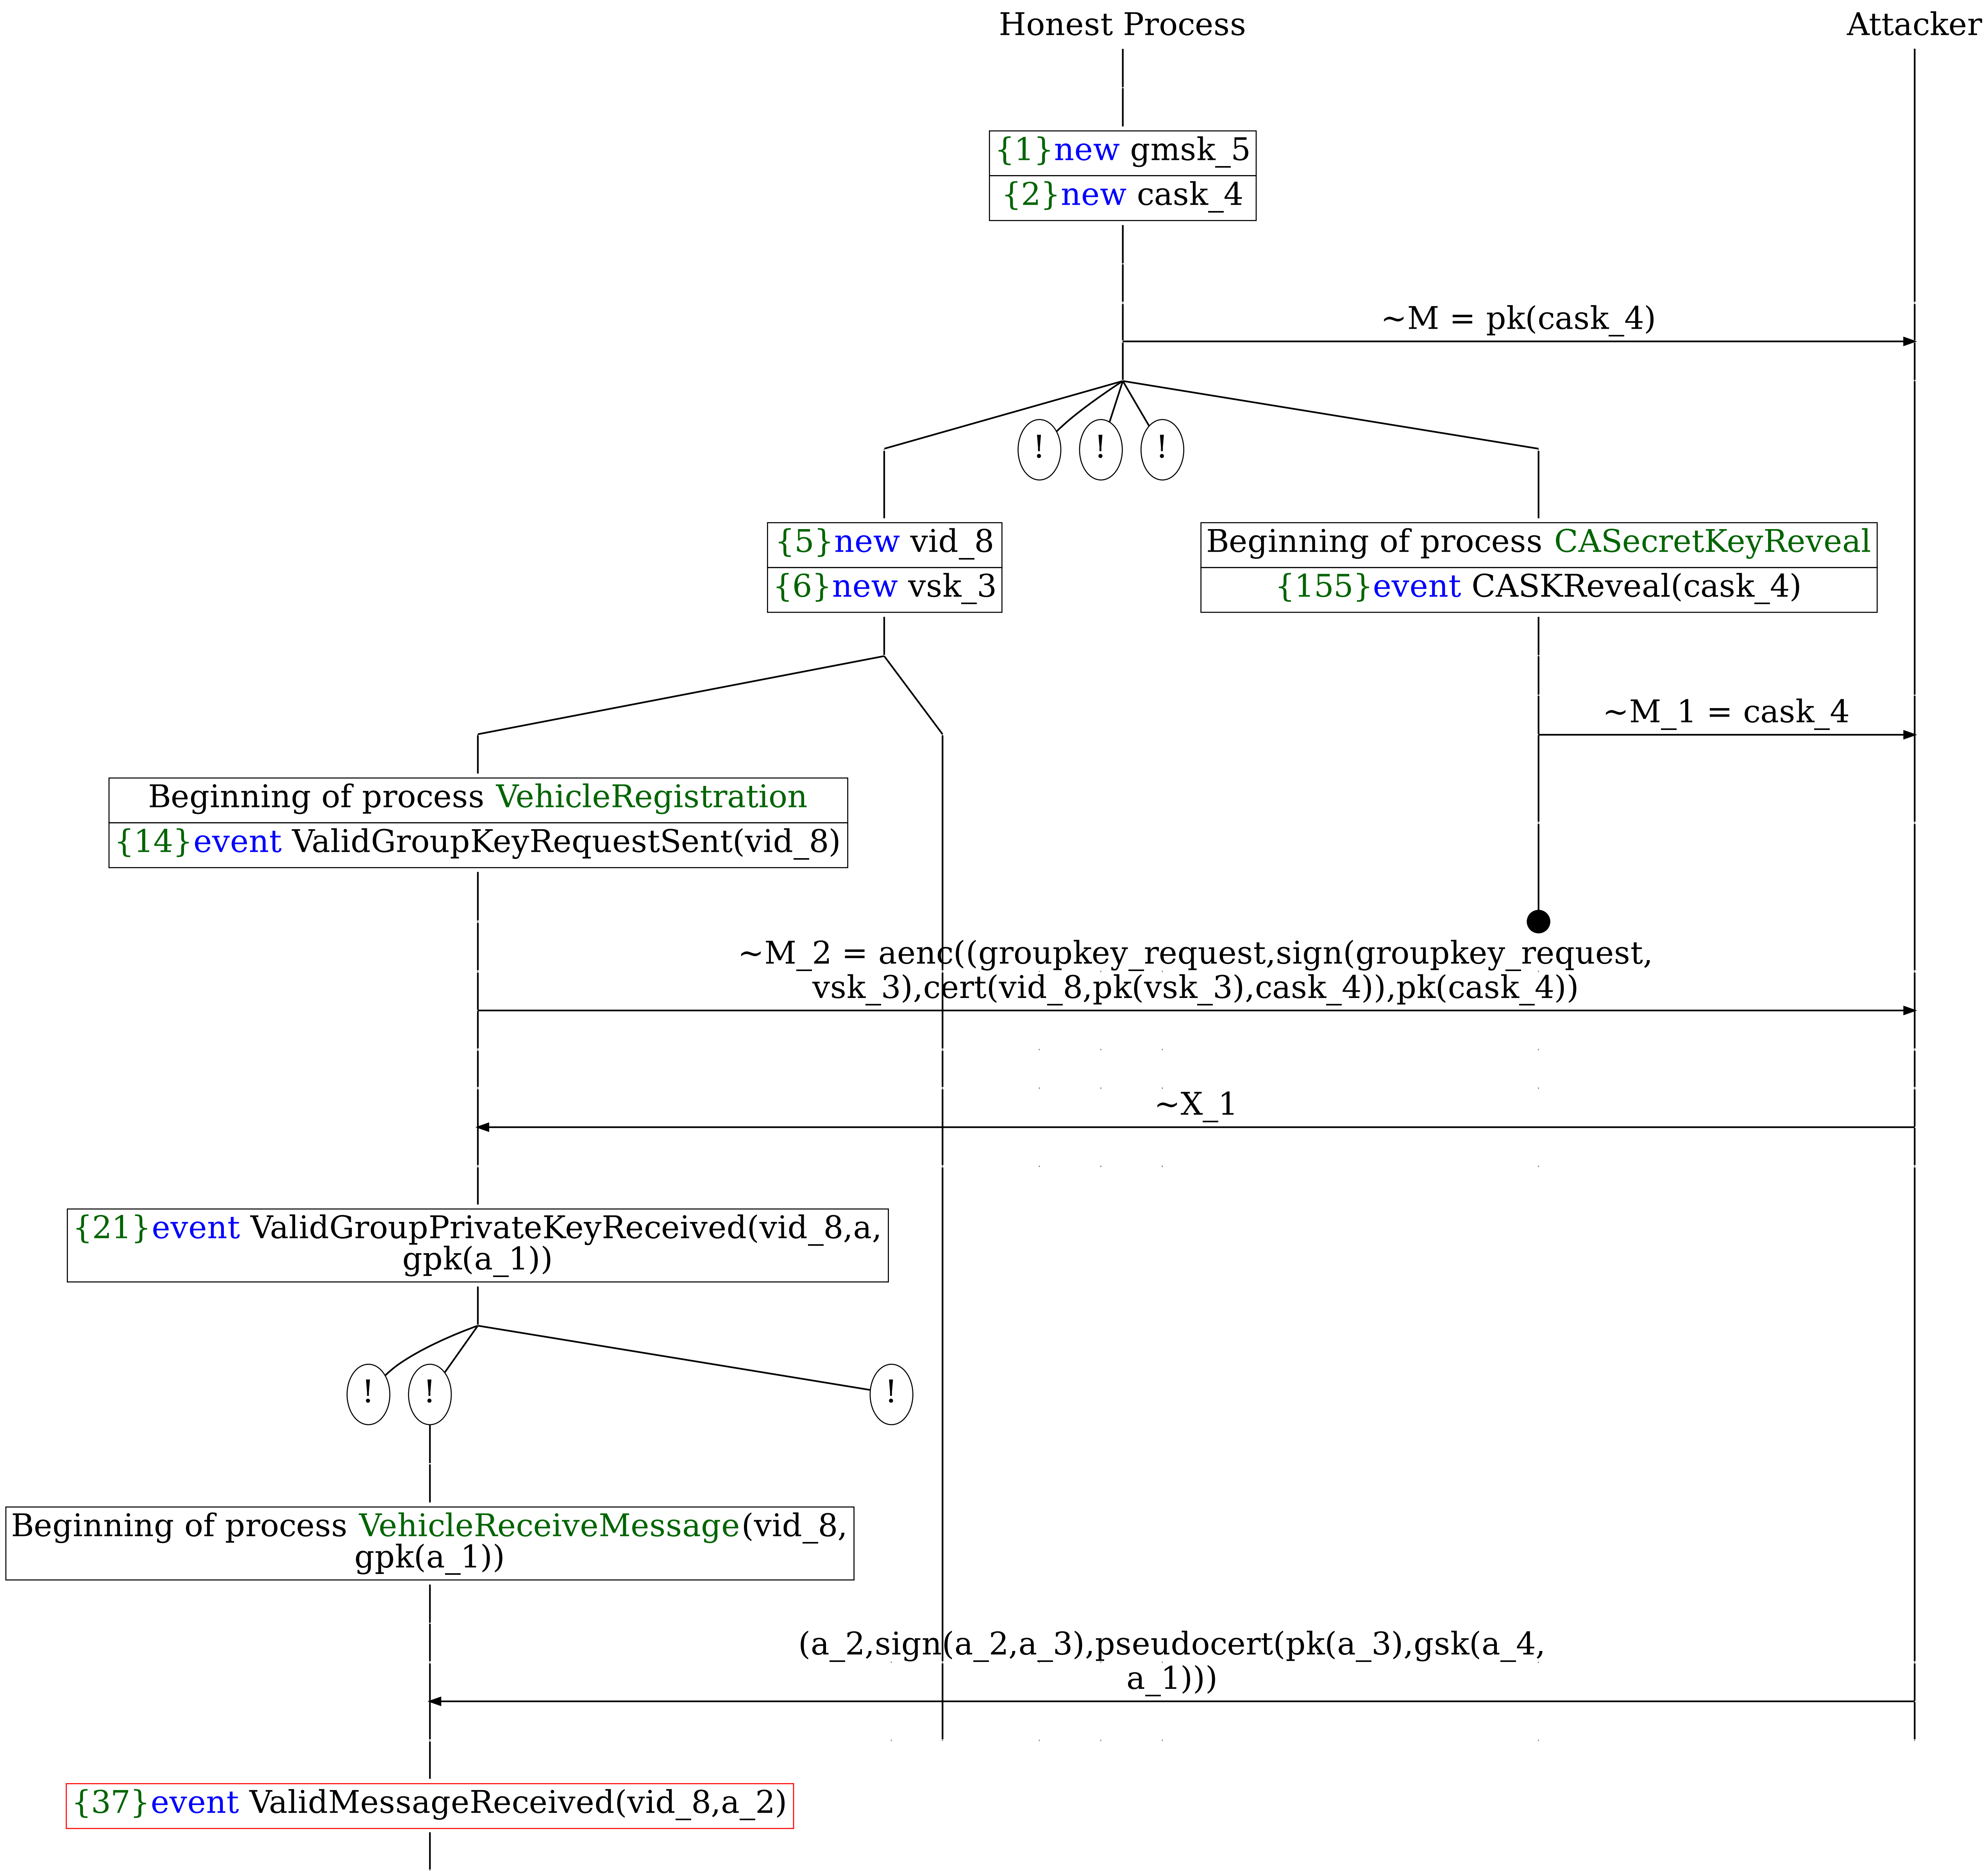 Honest Process
Attacker
{1}new gmsk_5
{2}new cask_4
~M = pk(cask_4)
!
!
!
{5}new vid_8
{6}new vsk_3
Beginning of process CASecretKeyReveal
{155}event CASKReveal(cask_4)
~M_1 = cask_4
Beginning of process VehicleRegistration
{14}event ValidGroupKeyRequestSent(vid_8)
~M_2 = aenc((groupkey_request,sign(groupkey_request,
vsk_3),cert(vid_8,pk(vsk_3),cask_4)),pk(cask_4))
~X_1
{21}event ValidGroupPrivateKeyReceived(vid_8,a,
gpk(a_1))
!
!
!
Beginning of process VehicleReceiveMessage(vid_8,
gpk(a_1))
(a_2,sign(a_2,a_3),pseudocert(pk(a_3),gsk(a_4,
a_1)))
{37}event ValidMessageReceived(vid_8,a_2)